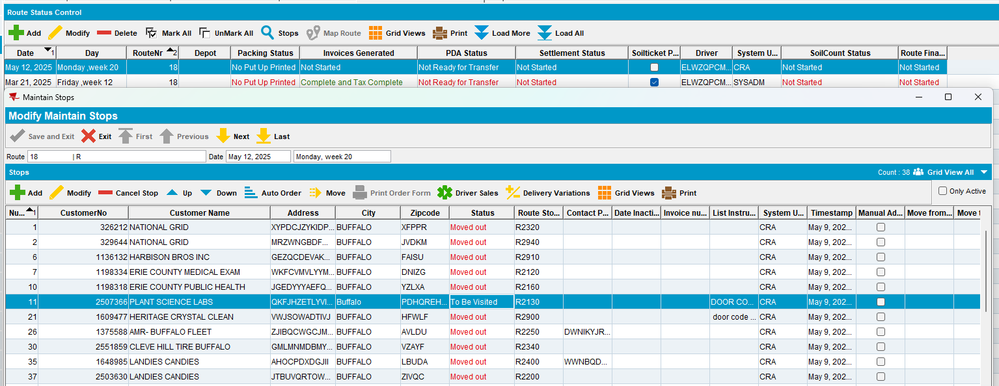 Route Status Control
Add Modify Delete Mark All UnMark All Stops Map Route Grid Views Print Load More Load All
Date 1 Day RouteNr 2 Depot Packing Status Invoices Generated PDA Status Settlement Status Soilticket P... Driver System U... SoilCount Status Route Fina...
May 12, 2025 Monday ,week 20 18 No Put Up Printed Not Started Not Ready for Transfer Not Started ELWZQPCM... CRA Not Started Not Started
Mar 21, 2025 Friday ,week 12 18 No Put Up Printed Complete and Tax Complete Not Ready for Transfer Not Started ELWZQPCM... SYSADM Not Started Not Started
Maintain Stops
Modify Maintain Stops
Save and Exit Exit First Previous Next Last
Route 18 | R Date May 12, 2025 Monday, week 20
Stops Count : 38 Grid View All
Add Modify Cancel Stop Up Down Auto Order Move Print Order Form Driver Sales Delivery Variations Grid Views Print Only Active
Nu... 1 CustomerNo Customer Name Address City Zipcode Status Route Sto... Contact P... Date Inacti... Invoice nu... List Instru... System U... Timestamp Manual Ad... Move from... Move t
1 326212 NATIONAL GRID XYPDCJZYKIDP... BUFFALO XFPPR Moved out R2320 CRA May 9, 202...
2 329644 NATIONAL GRID MRZWNGBDF... BUFFALO JVDKM Moved out R2940 CRA May 9, 202...
6 1136132 HARBISON BROS INC GEZQCDEVAK... BUFFALO FAISU Moved out R2910 CRA May 9, 202...
7 1198334 ERIE COUNTY MEDICAL EXAM WKFCVMVLYYM... BUFFALO DNIZG Moved out R2120 CRA May 9, 202...
10 1198318 ERIE COUNTY PUBLIC HEALTH JGEDYYYAEFQ... BUFFALO YZLXA Moved out R2160 CRA May 9, 202...
11 2507366 PLANT SCIENCE LABS QKFJHZETLYVI... Buffalo PDHQREH... To Be Visited R2130 DOOR CO... CRA May 9, 202...
21 1609477 HERITAGE CRYSTAL CLEAN VWJSOWADTIVJ BUFFALO HFWLF Moved out R2900 door code ... CRA May 9, 202...
26 1375588 AMR- BUFFALO FLEET ZJIBQCWGCJM... BUFFALO AVLDU Moved out R2250 DWNIKYJR... CRA May 9, 202...
30 2551859 CLEVE HILL TIRE BUFFALO GMLMNMDBMY... BUFFALO VZAYF Moved out R2340 CRA May 9, 202...
35 1648985 LANDIES CANDIES AHOCPDXDGJII BUFFALO LBUDA Moved out R2400 WWNBQD... CRA May 9, 202...
37 2503630 LANDIES CANDIES JTBUVQRTOW... BUFFALO ZIVQC Moved out R2200 CRA May 9, 202...